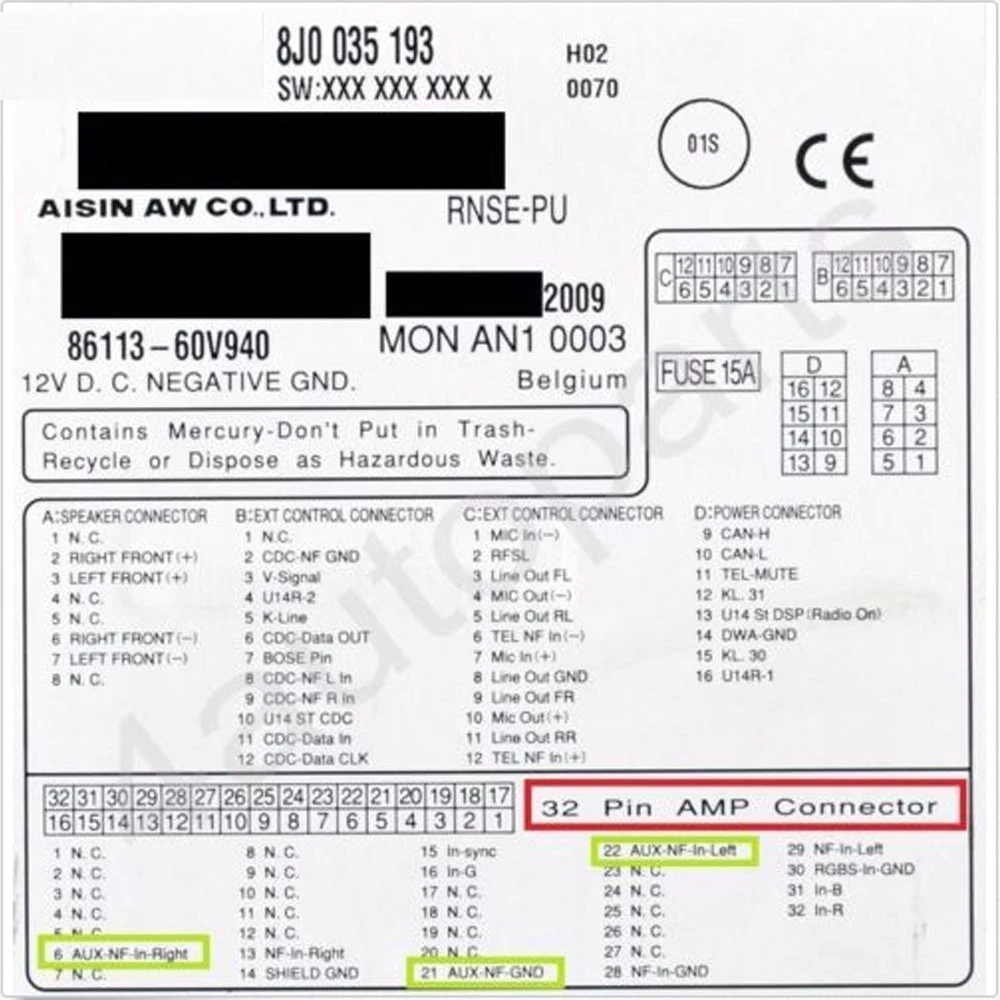 8J0 035 193
SW:XXX XXX XXX X
H02
0070
01S
CE
AISIN AW CO.,LTD.
RNSE-PU
2009
86113-60V940
MON AN1 0003
12V D. C. NEGATIVE GND.
Belgium
Contains Mercury-Don't Put in Trash-
Recycle or Dispose as Hazardous Waste.
C 12 11 10 9 8 7
6 5 4 3 2 1
B 12 11 10 9 8 7
6 5 4 3 2 1
FUSE 15A
D
16 12
15 11
14 10
13 9
A
8 4
7 3
6 2
5 1
A:SPEAKER CONNECTOR
1 N.C.
2 RIGHT FRONT(+)
3 LEFT FRONT(+)
4 N.C.
5 N.C.
6 RIGHT FRONT(-)
7 LEFT FRONT(-)
8 N.C.
B:EXT CONTROL CONNECTOR
1 N.C.
2 CDC-NF GND
3 V-Signal
4 U14R-2
5 K-Line
6 CDC-Data OUT
7 BOSE Pin
8 CDC-NF L In
9 CDC-NF R In
10 U14 ST CDC
11 CDC-Data In
12 CDC-Data CLK
C:EXT CONTROL CONNECTOR
1 MIC In(-)
2 RFSL
3 Line Out FL
4 MIC Out(-)
5 Line Out RL
6 TEL NF In(-)
7 Mic In(+)
8 Line Out GND
9 Line Out FR
10 Mic Out(+)
11 Line Out RR
12 TEL NF In(+)
D:POWER CONNECTOR
9 CAN-H
10 CAN-L
11 TEL-MUTE
12 KL. 31
13 U14 St DSP(Radio On)
14 DWA-GND
15 KL. 30
16 U14R-1
32 31 30 29 28 27 26 25 24 23 22 21 20 19 18 17
16 15 14 13 12 11 10 9 8 7 6 5 4 3 2 1
32 Pin AMP Connector
1 N.C.
2 N.C.
3 N.C.
4 N.C.
5 N.C.
6 AUX-NF-In-Right
7 N.C.
8 N.C.
9 N.C.
10 N.C.
11 N.C.
12 N.C.
13 NF-In-Right
14 SHIELD GND
15 In-sync
16 In-G
17 N.C.
18 N.C.
19 N.C.
20 N.C.
21 AUX-NF-GND
22 AUX-NF-In-Left
23 N.C.
24 N.C.
25 N.C.
26 N.C.
27 N.C.
28 NF-In-GND
29 NF-In-Left
30 RGBS-In-GND
31 In-B
32 In-R
1autoparts